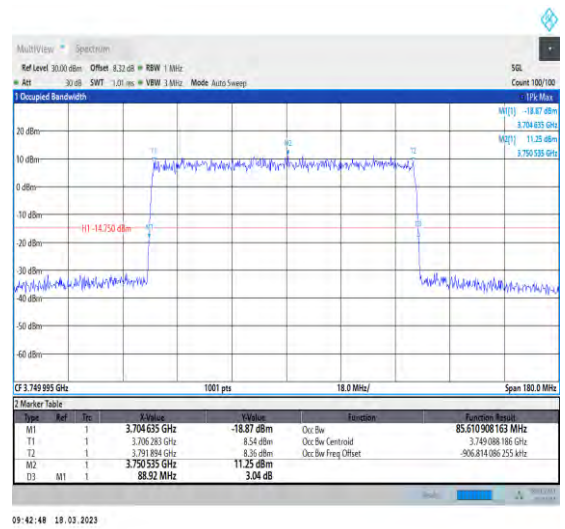 MultiView Spectrum
Ref Level 30.00 dBm Offset 8.32 dB RBW 1 MHz SGL
Att 30 dB SWT 1.01 ms VBW 3 MHz Mode Auto Sweep Count 100/100
1 Occupied Bandwidth 1Pk Max
M1[1] -18.87 dBm
3.704 635 GHz
20 dBm
M2[1] 11.25 dBm
3.750 535 GHz
M2
T1
T2
10 dBm
0 dBm
-10 dBm
H1 -14.750 dBm
M1
D3
-20 dBm
-30 dBm
-40 dBm
-50 dBm
-60 dBm
CF 3.749 995 GHz 1001 pts 18.0 MHz/ Span 180.0 MHz
2 Marker Table
Type Ref Trc X-Value Y-Value Function Function Result
M1 1 3.704 635 GHz -18.87 dBm Occ Bw 85.610 908 163 MHz
T1 1 3.706 283 GHz 8.54 dBm Occ Bw Centroid 3.749 088 186 GHz
T2 1 3.791 894 GHz 8.36 dBm Occ Bw Freq Offset -906.814 086 255 kHz
M2 1 3.750 535 GHz 11.25 dBm
D3 M1 1 88.92 MHz 3.04 dB
09:42:48 18.03.2023